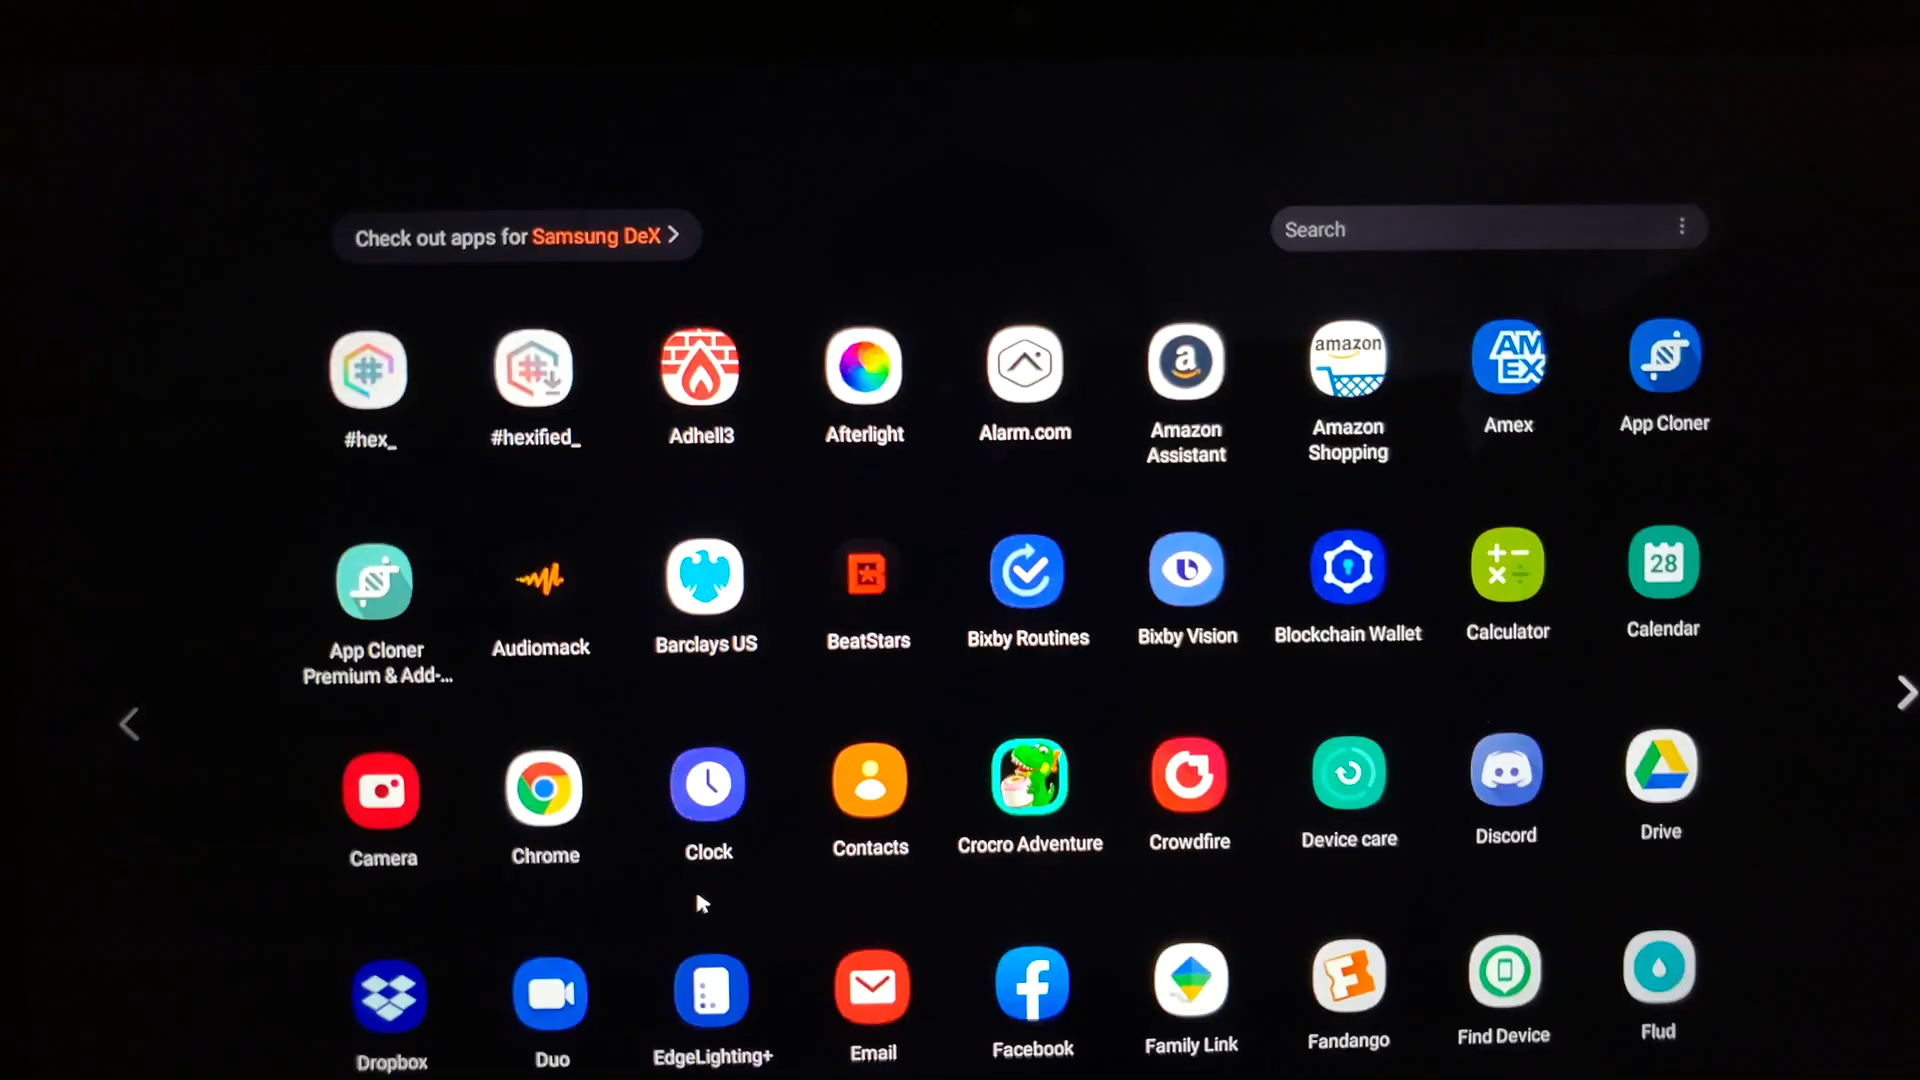 Check out apps for Samsung DeX
Search
amazon
AM
EX
#hex_
#hexified_
Adhell3
Afterlight
Alarm.com
Amazon
Assistant
Amazon
Shopping
Amex
App Cloner
28
App Cloner
Premium & Add-...
Audiomack
Barclays US
BeatStars
Bixby Routines
Bixby Vision
Blockchain Wallet
Calculator
Calendar
Camera
Chrome
Clock
Contacts
Crocro Adventure
Crowdfire
Device care
Discord
Drive
Dropbox
Duo
EdgeLighting+
Email
Facebook
Family Link
Fandango
Find Device
Flud